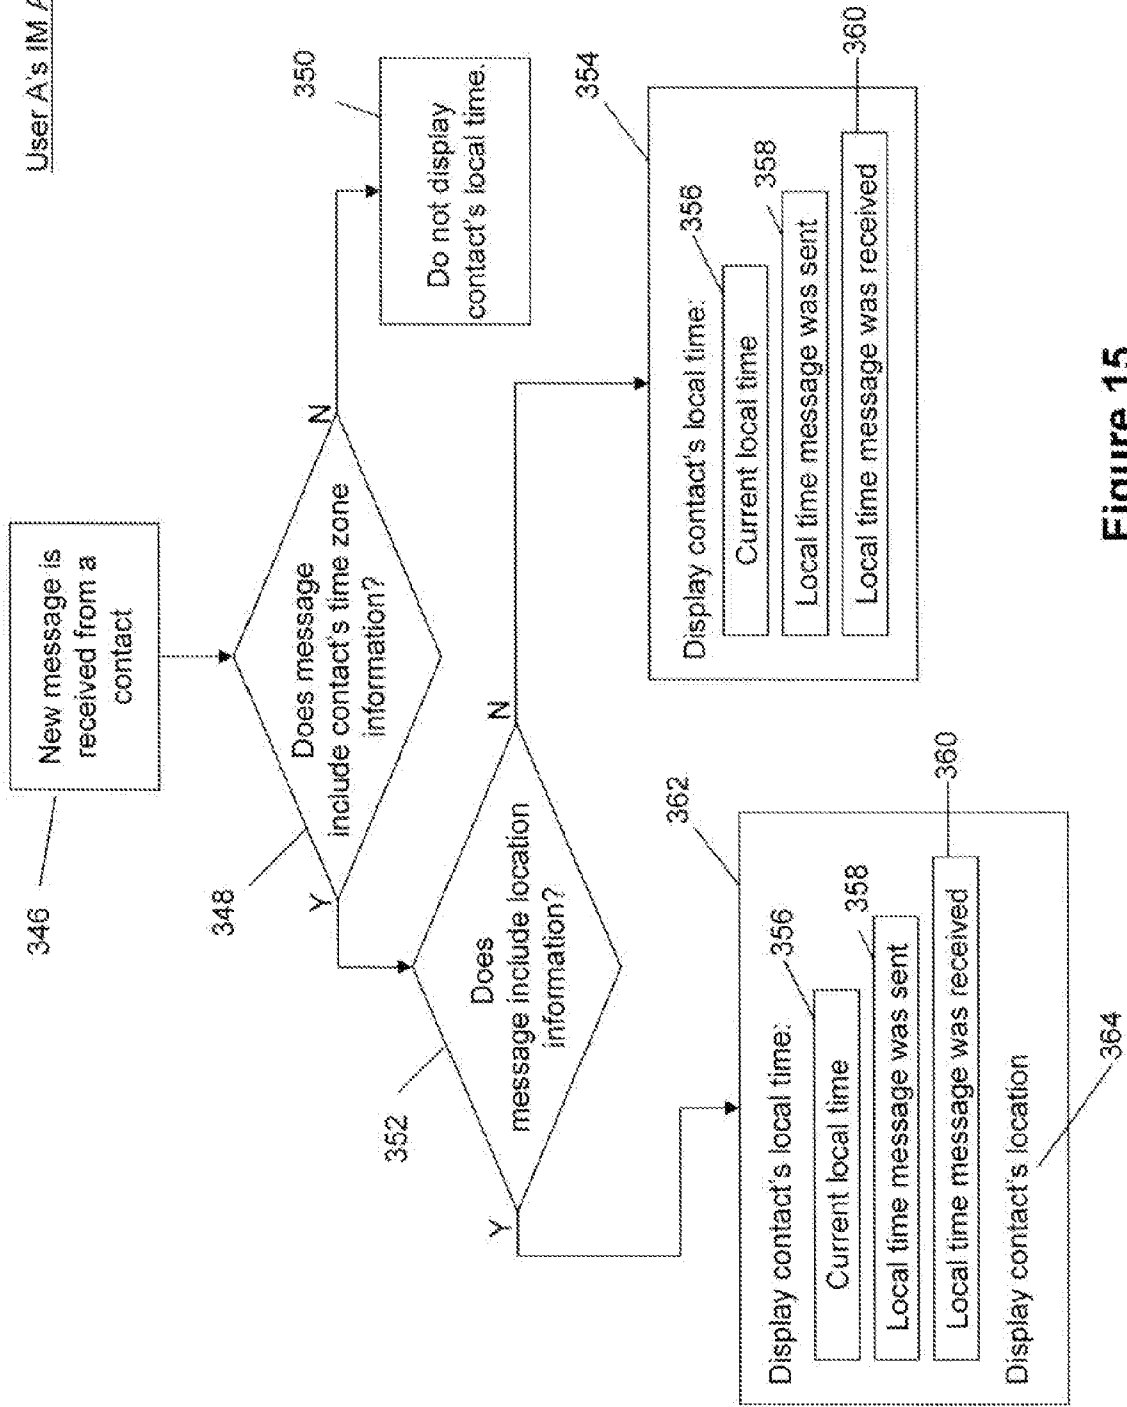 User A's IM A
New message is
received from a
contact
346
Does message
include contact's time zone
information?
348
Y
N
Do not display
contact's local time.
350
Does
message include location
information?
352
Y
N
Display contact's local time:
Current local time
Local time message was sent
Local time message was received
354
356
358
360
Display contact's local time:
Current local time
Local time message was sent
Local time message was received
Display contact's location
362
356
358
360
364
Figure 15